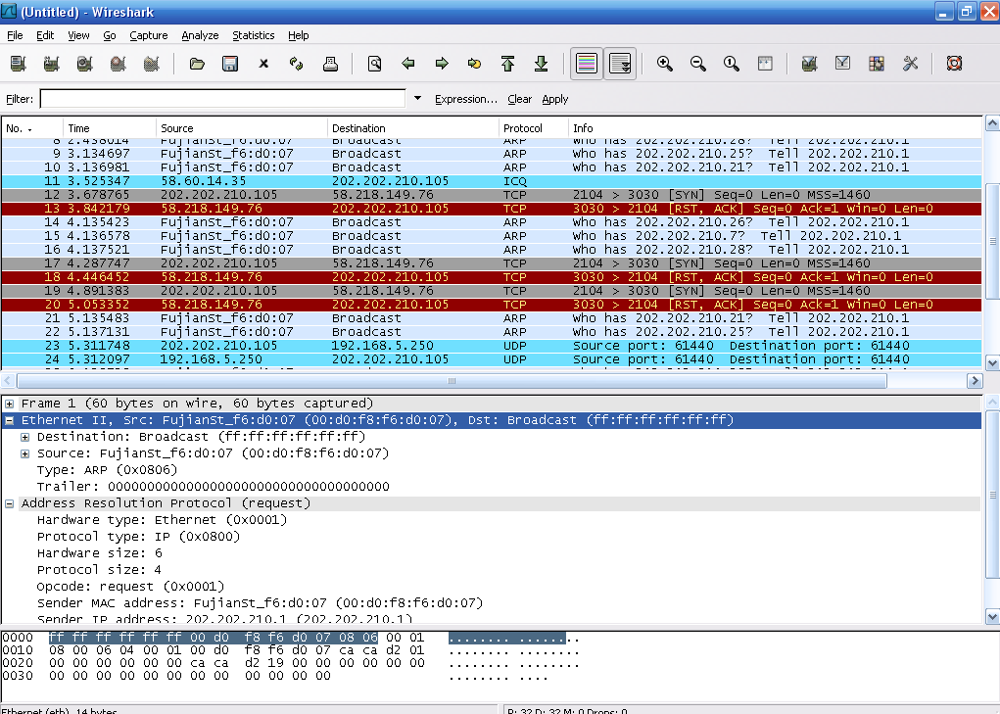 (Untitled) - Wireshark
File Edit View Go Capture Analyze Statistics Help
Filter: Expression... Clear Apply
No. Time Source Destination Protocol Info
8 2.438014 FujianSt_f6:d0:07 Broadcast ARP Who has 202.202.210.28? Tell 202.202.210.1
9 3.134697 FujianSt_f6:d0:07 Broadcast ARP Who has 202.202.210.25? Tell 202.202.210.1
10 3.136981 FujianSt_f6:d0:07 Broadcast ARP Who has 202.202.210.21? Tell 202.202.210.1
11 3.525347 58.60.14.35 202.202.210.105 ICQ
12 3.678765 202.202.210.105 58.218.149.76 TCP 2104 > 3030 [SYN] Seq=0 Len=0 MSS=1460
13 3.842179 58.218.149.76 202.202.210.105 TCP 3030 > 2104 [RST, ACK] Seq=0 Ack=1 Win=0 Len=0
14 4.135423 FujianSt_f6:d0:07 Broadcast ARP Who has 202.202.210.26? Tell 202.202.210.1
15 4.136578 FujianSt_f6:d0:07 Broadcast ARP Who has 202.202.210.7? Tell 202.202.210.1
16 4.137521 FujianSt_f6:d0:07 Broadcast ARP Who has 202.202.210.28? Tell 202.202.210.1
17 4.287747 202.202.210.105 58.218.149.76 TCP 2104 > 3030 [SYN] Seq=0 Len=0 MSS=1460
18 4.446452 58.218.149.76 202.202.210.105 TCP 3030 > 2104 [RST, ACK] Seq=0 Ack=1 Win=0 Len=0
19 4.891383 202.202.210.105 58.218.149.76 TCP 2104 > 3030 [SYN] Seq=0 Len=0 MSS=1460
20 5.053352 58.218.149.76 202.202.210.105 TCP 3030 > 2104 [RST, ACK] Seq=0 Ack=1 Win=0 Len=0
21 5.135483 FujianSt_f6:d0:07 Broadcast ARP Who has 202.202.210.21? Tell 202.202.210.1
22 5.137131 FujianSt_f6:d0:07 Broadcast ARP Who has 202.202.210.28? Tell 202.202.210.1
23 5.311748 202.202.210.105 192.168.5.250 UDP Source port: 61440 Destination port: 61440
24 5.312097 192.168.5.250 202.202.210.105 UDP Source port: 61440 Destination port: 61440
Frame 1 (60 bytes on wire, 60 bytes captured)
Ethernet II, Src: FujianSt_f6:d0:07 (00:d0:f8:f6:d0:07), Dst: Broadcast (ff:ff:ff:ff:ff:ff)
Destination: Broadcast (ff:ff:ff:ff:ff:ff)
Source: FujianSt_f6:d0:07 (00:d0:f8:f6:d0:07)
Type: ARP (0x0806)
Trailer: 000000000000000000000000000000000000
Address Resolution Protocol (request)
Hardware type: Ethernet (0x0001)
Protocol type: IP (0x0800)
Hardware size: 6
Protocol size: 4
Opcode: request (0x0001)
Sender MAC address: FujianSt_f6:d0:07 (00:d0:f8:f6:d0:07)
Sender IP address: 202.202.210.1 (202.202.210.1)
0000 ff ff ff ff ff ff 00 d0 f8 f6 d0 07 08 06 00 01 ........ ........
0010 08 00 06 04 00 01 00 d0 f8 f6 d0 07 ca ca d2 01 ........ ........
0020 00 00 00 00 00 00 ca ca d2 19 00 00 00 00 00 00 ........ ........
0030 00 00 00 00 00 00 00 00 00 00 00 00 ........ ....
Ethernet (eth), 14 bytes P: 32 D: 32 M: 0 Drops: 0